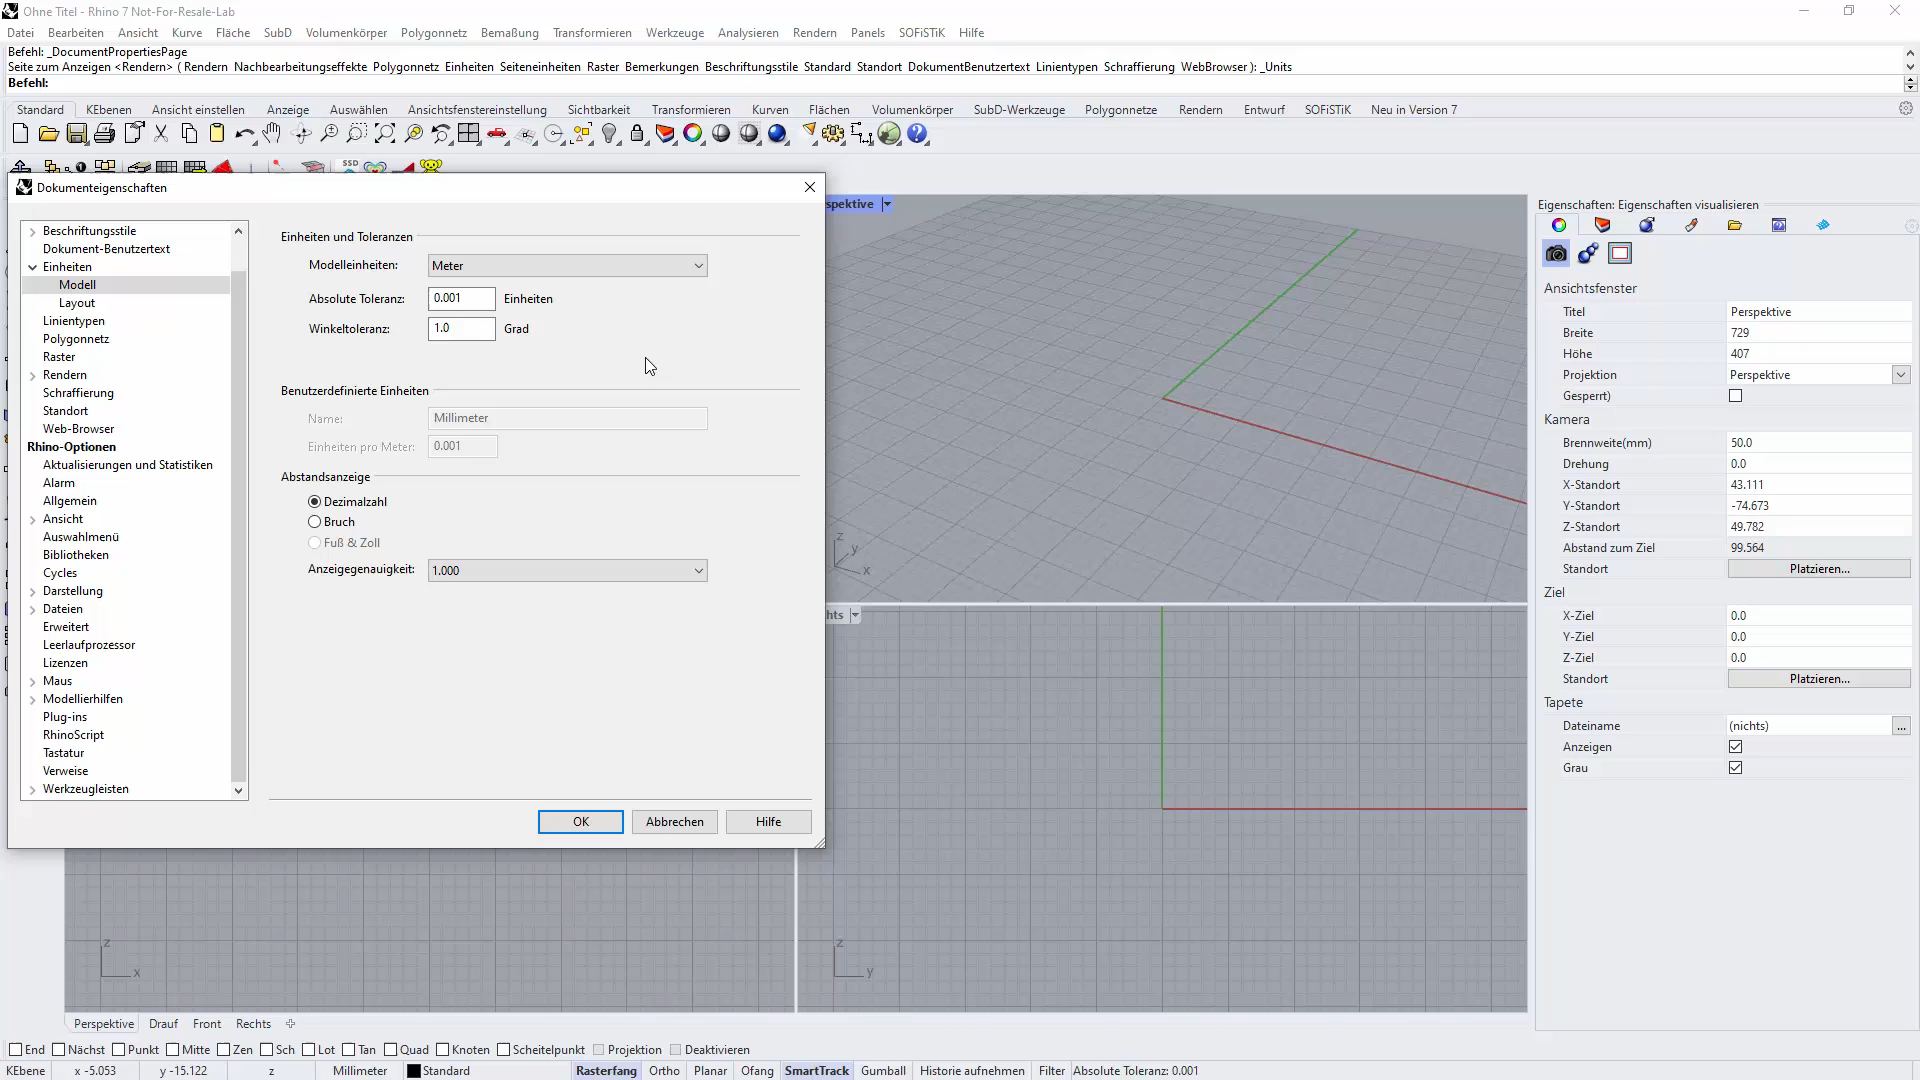 Ohne Titel - Rhino 7 Not-For-Resale-Lab
Datei Bearbeiten Ansicht Kurve Fläche SubD Volumenkörper Polygonnetz Bemaßung Transformieren Werkzeuge Analysieren Rendern Panels SOFiSTiK Hilfe
Befehl: _DocumentPropertiesPage
Seite zum Anzeigen <Rendern> ( Rendern Nachbearbeitungseffekte Polygonnetz Einheiten Seiteneinheiten Raster Bemerkungen Beschriftungsstile Standard Standort DokumentBenutzertext Linientypen Schraffierung WebBrowser ): _Units
Befehl:
Standard KEbenen Ansicht einstellen Anzeige Auswählen Ansichtsfenstereinstellung Sichtbarkeit Transformieren Kurven Flächen Volumenkörper SubD-Werkzeuge Polygonnetze Rendern Entwurf SOFiSTiK Neu in Version 7
SSD
Dokumenteigenschaften
Beschriftungsstile
Dokument-Benutzertext
Einheiten
Modell
Layout
Linientypen
Polygonnetz
Raster
Rendern
Schraffierung
Standort
Web-Browser
Rhino-Optionen
Aktualisierungen und Statistiken
Alarm
Allgemein
Ansicht
Auswahlmenü
Bibliotheken
Cycles
Darstellung
Dateien
Erweitert
Leerlaufprozessor
Lizenzen
Maus
Modellierhilfen
Plug-ins
RhinoScript
Tastatur
Verweise
Werkzeugleisten
Einheiten und Toleranzen
Modelleinheiten: Meter
Absolute Toleranz: 0.001 Einheiten
Winkeltoleranz: 1.0 Grad
Benutzerdefinierte Einheiten
Name: Millimeter
Einheiten pro Meter: 0.001
Abstandsanzeige
Dezimalzahl
Bruch
Fuß & Zoll
Anzeigegenauigkeit: 1.000
OK Abbrechen Hilfe
spektive
z
y
x
hts
z
x
z
y
Eigenschaften: Eigenschaften visualisieren
Ansichtsfenster
Titel Perspektive
Breite 729
Höhe 407
Projektion Perspektive
Gesperrt)
Kamera
Brennweite(mm) 50.0
Drehung 0.0
X-Standort 43.111
Y-Standort -74.673
Z-Standort 49.782
Abstand zum Ziel 99.564
Standort Platzieren...
Ziel
X-Ziel 0.0
Y-Ziel 0.0
Z-Ziel 0.0
Standort Platzieren...
Tapete
Dateiname (nichts) ...
Anzeigen
Grau
Perspektive Drauf Front Rechts
End Nächst Punkt Mitte Zen Sch Lot Tan Quad Knoten Scheitelpunkt Projektion Deaktivieren
KEbene x -5.053 y -15.122 z Millimeter Standard Rasterfang Ortho Planar Ofang SmartTrack Gumball Historie aufnehmen Filter Absolute Toleranz: 0.001